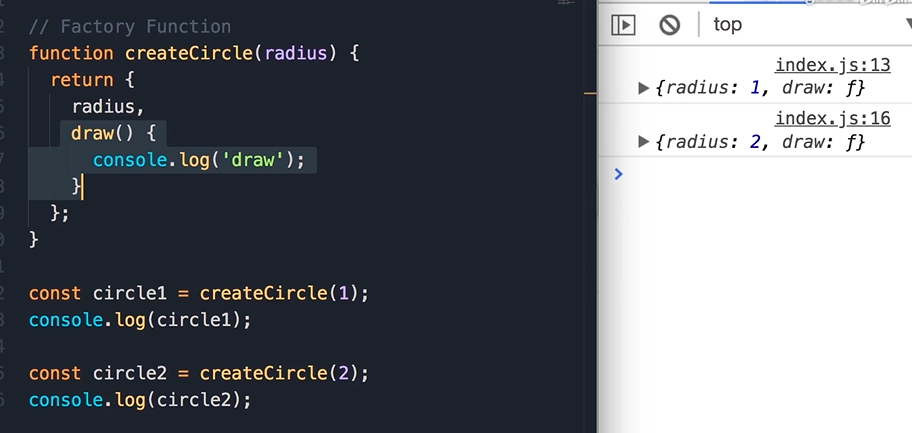 // Factory Function
function createCircle(radius) {
return {
radius,
draw() {
console.log('draw');
}
};
}
const circle1 = createCircle(1);
console.log(circle1);
const circle2 = createCircle(2);
console.log(circle2);
top
index.js:13
{radius: 1, draw: ƒ}
index.js:16
{radius: 2, draw: ƒ}